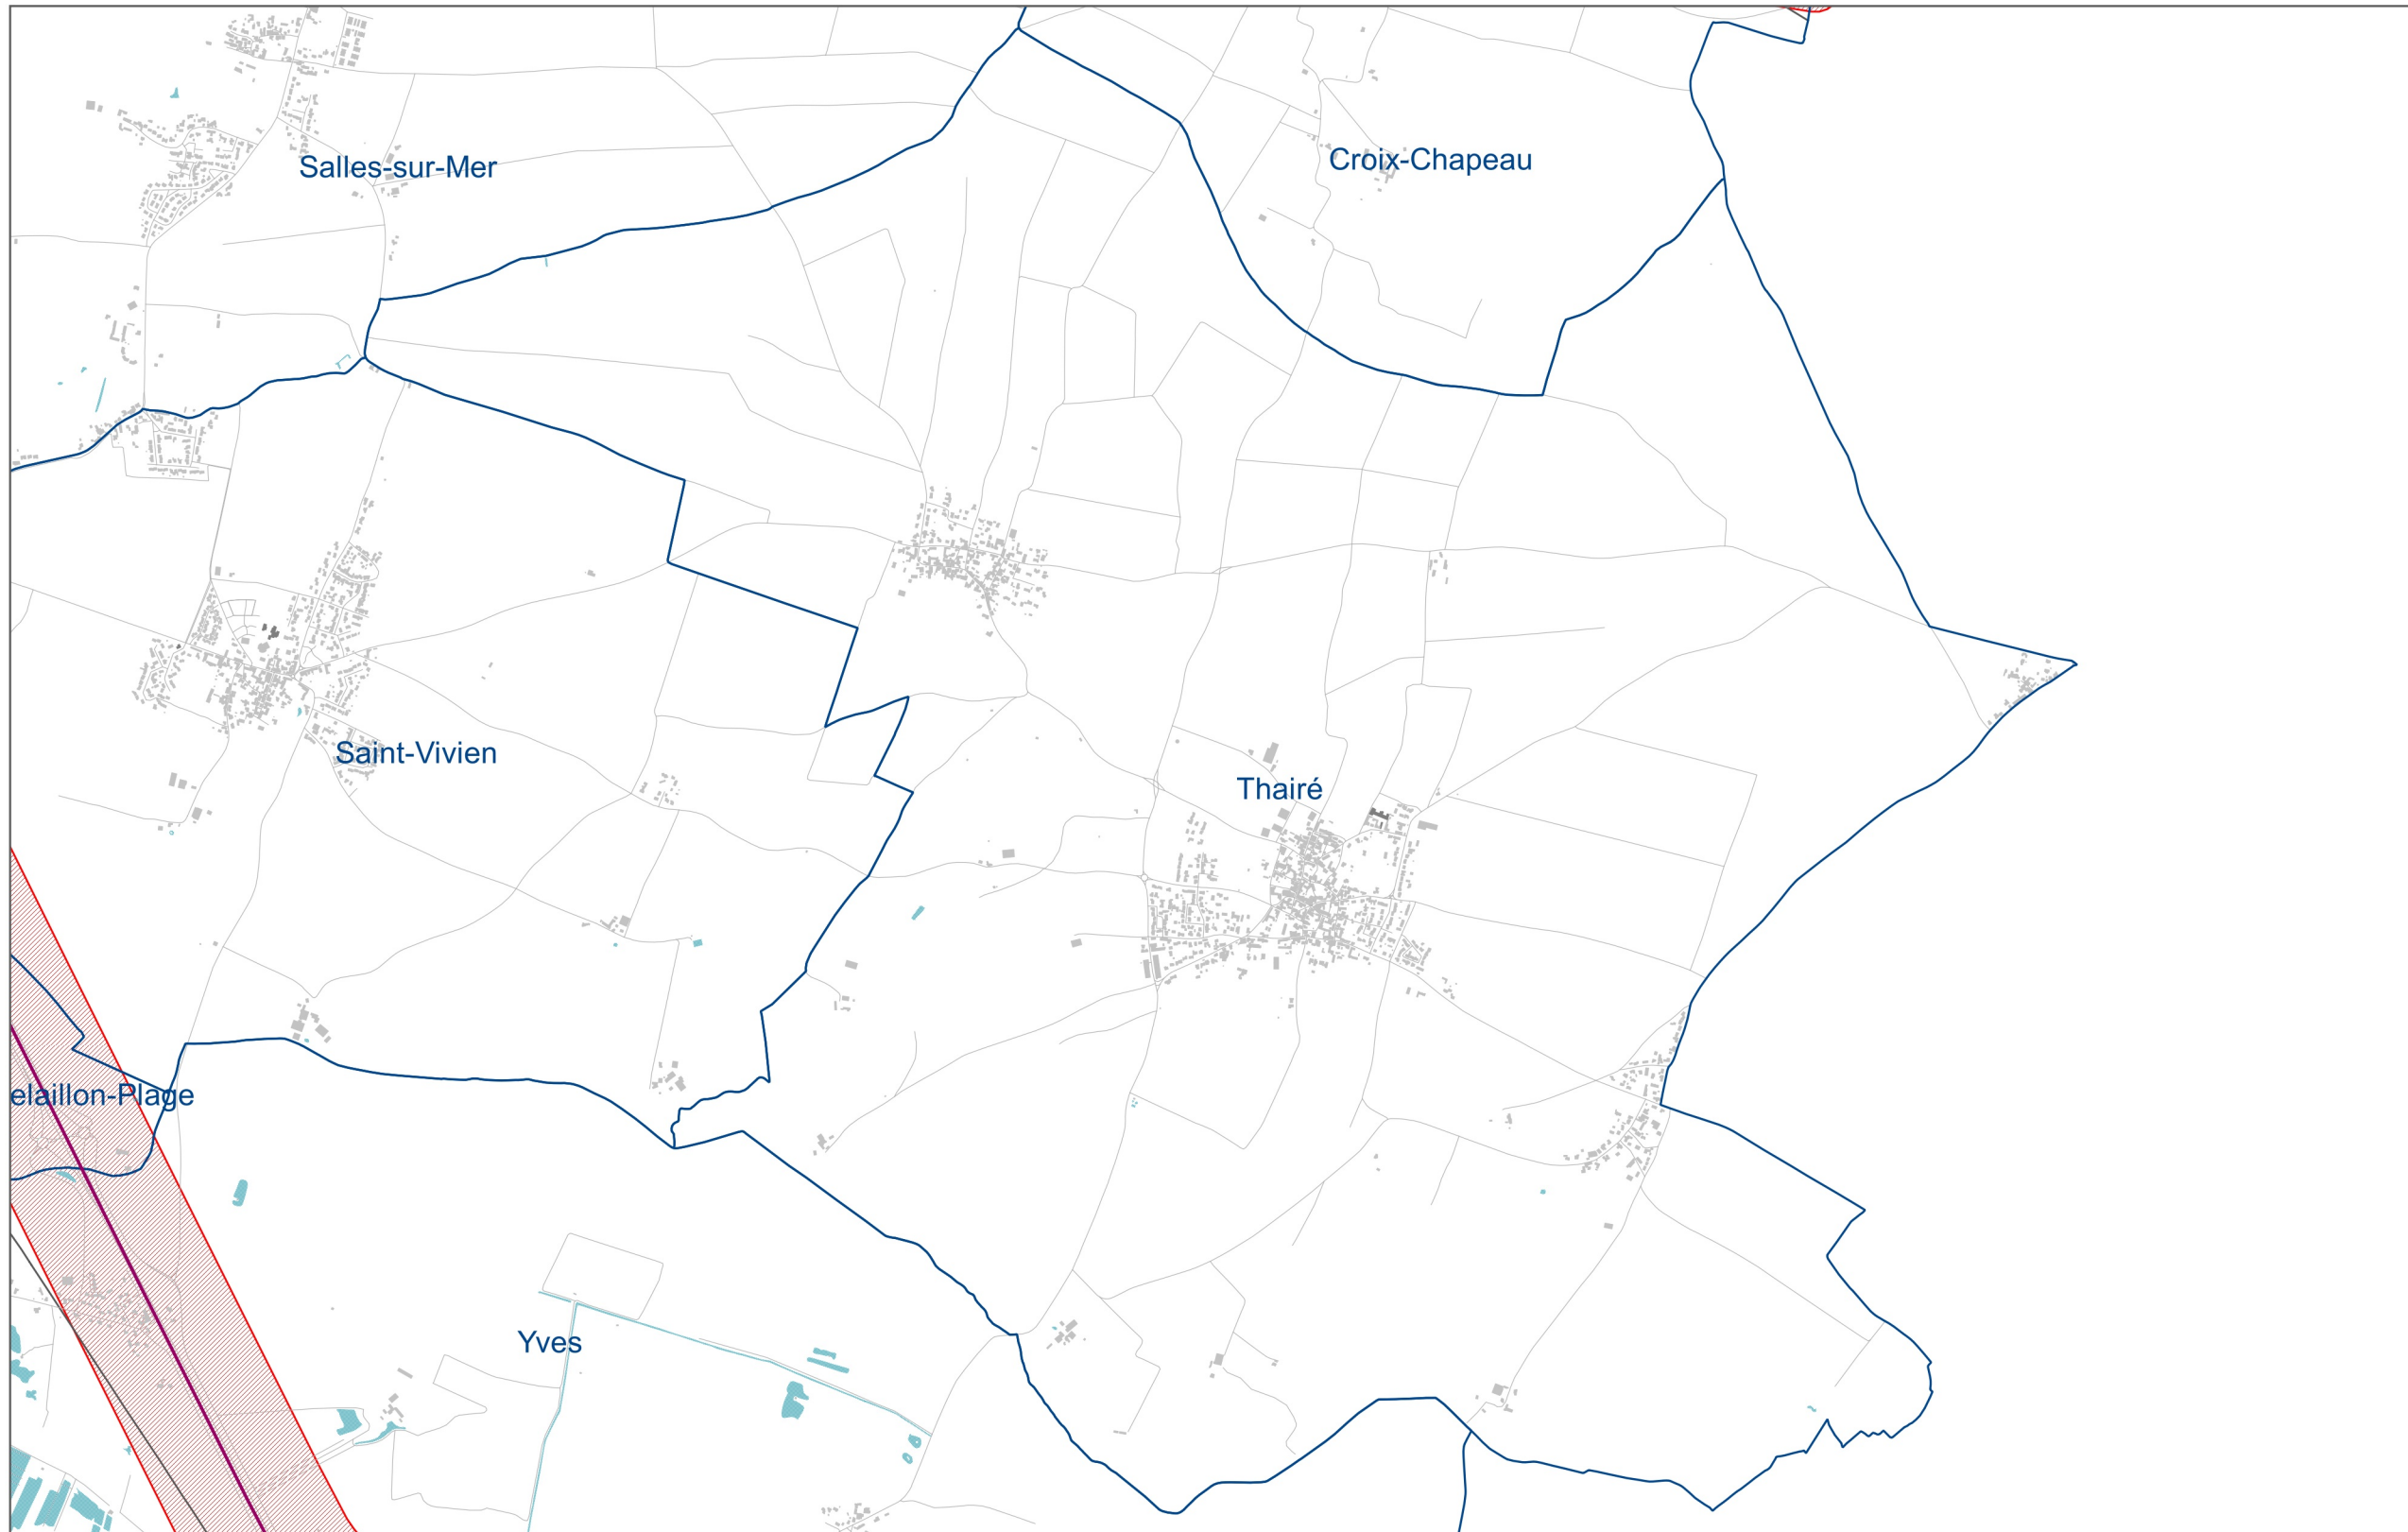 Salles-sur-Mer
Croix-Chapeau
Saint-Vivien
Thairé
elaillon-Plage
Yves